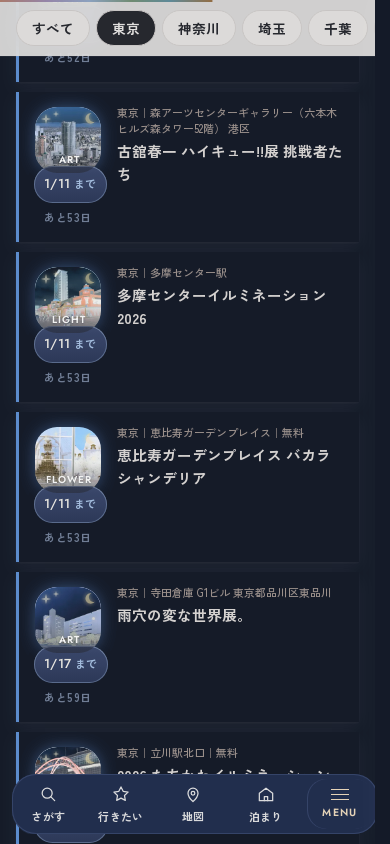 すべて
東京
神奈川
埼玉
千葉
あと52日
東京｜森アーツセンターギャラリー（六本木
ヒルズ森タワー52階） 港区
古舘春一 ハイキュー!!展 挑戦者た
ち
ART
1/11 まで
あと53日
東京｜多摩センター駅
多摩センターイルミネーション
2026
LIGHT
1/11 まで
あと53日
東京｜恵比寿ガーデンプレイス｜無料
恵比寿ガーデンプレイス バカラ
シャンデリア
FLOWER
1/11 まで
あと53日
東京｜寺田倉庫 G1ビル 東京都品川区東品川
雨穴の変な世界展。
ART
1/17 まで
あと59日
東京｜立川駅北口｜無料
さがす
行きたい
地図
泊まり
MENU